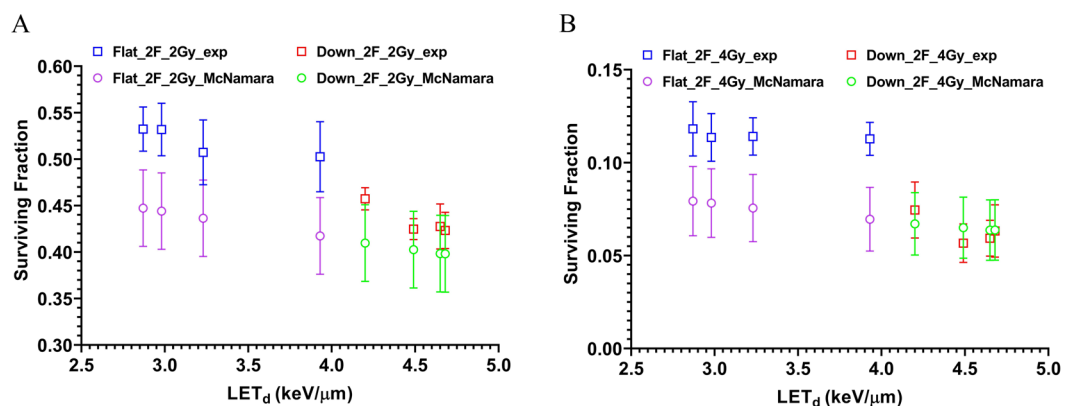 A
Flat_2F_2Gy_exp
Down_2F_2Gy_exp
Flat_2F_2Gy_McNamara
Down_2F_2Gy_McNamara
0.60
0.55
0.50
0.45
0.40
0.35
0.30
Surviving Fraction
2.5 3.0 3.5 4.0 4.5 5.0
LETd (keV/μm)
B
Flat_2F_4Gy_exp
Down_2F_4Gy_exp
Flat_2F_4Gy_McNamara
Down_2F_4Gy_McNamara
0.15
0.10
0.05
0.00
Surviving Fraction
2.5 3.0 3.5 4.0 4.5 5.0
LETd (keV/μm)